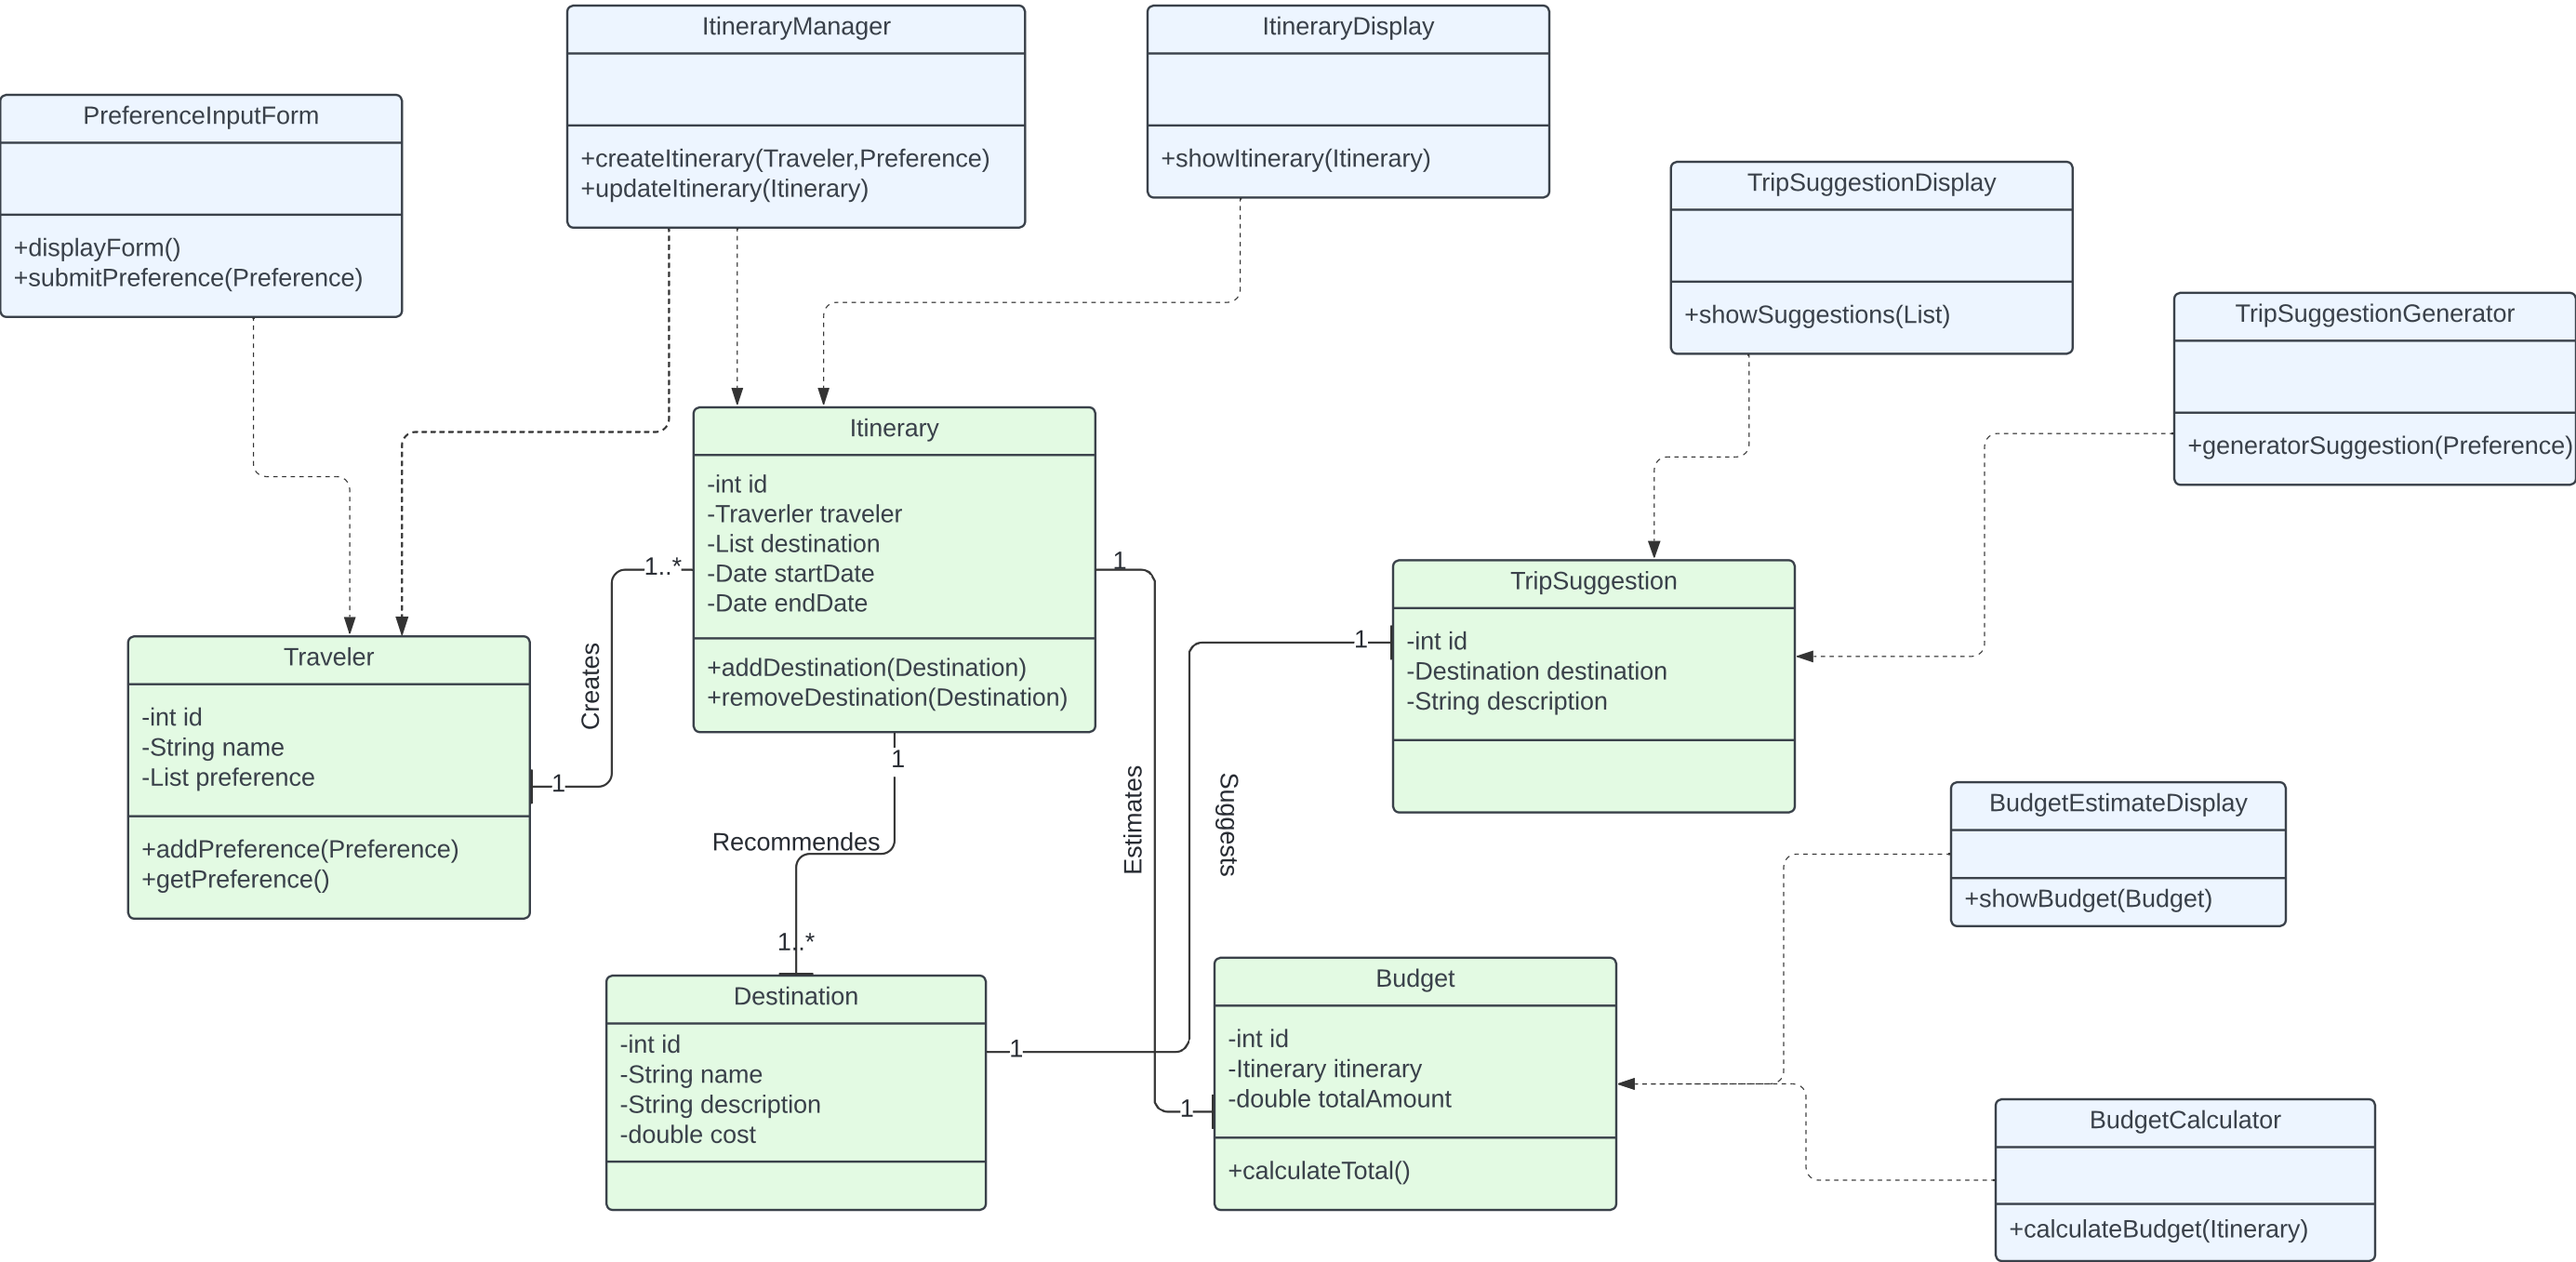 ItineraryManager
+createItinerary(Traveler,Preference)
+updateItinerary(Itinerary)
ItineraryDisplay
+showItinerary(Itinerary)
PreferenceInputForm
+displayForm()
+submitPreference(Preference)
TripSuggestionDisplay
+showSuggestions(List)
TripSuggestionGenerator
+generatorSuggestion(Preference)
Itinerary
-int id
-Traverler traveler
-List destination
-Date startDate
-Date endDate
+addDestination(Destination)
+removeDestination(Destination)
1..*
1
Creates
1
1
Recommendes
1..*
Estimates
Suggests
1
1
1
Traveler
-int id
-String name
-List preference
+addPreference(Preference)
+getPreference()
TripSuggestion
-int id
-Destination destination
-String description
BudgetEstimateDisplay
+showBudget(Budget)
Destination
-int id
-String name
-String description
-double cost
Budget
-int id
-Itinerary itinerary
-double totalAmount
+calculateTotal()
BudgetCalculator
+calculateBudget(Itinerary)